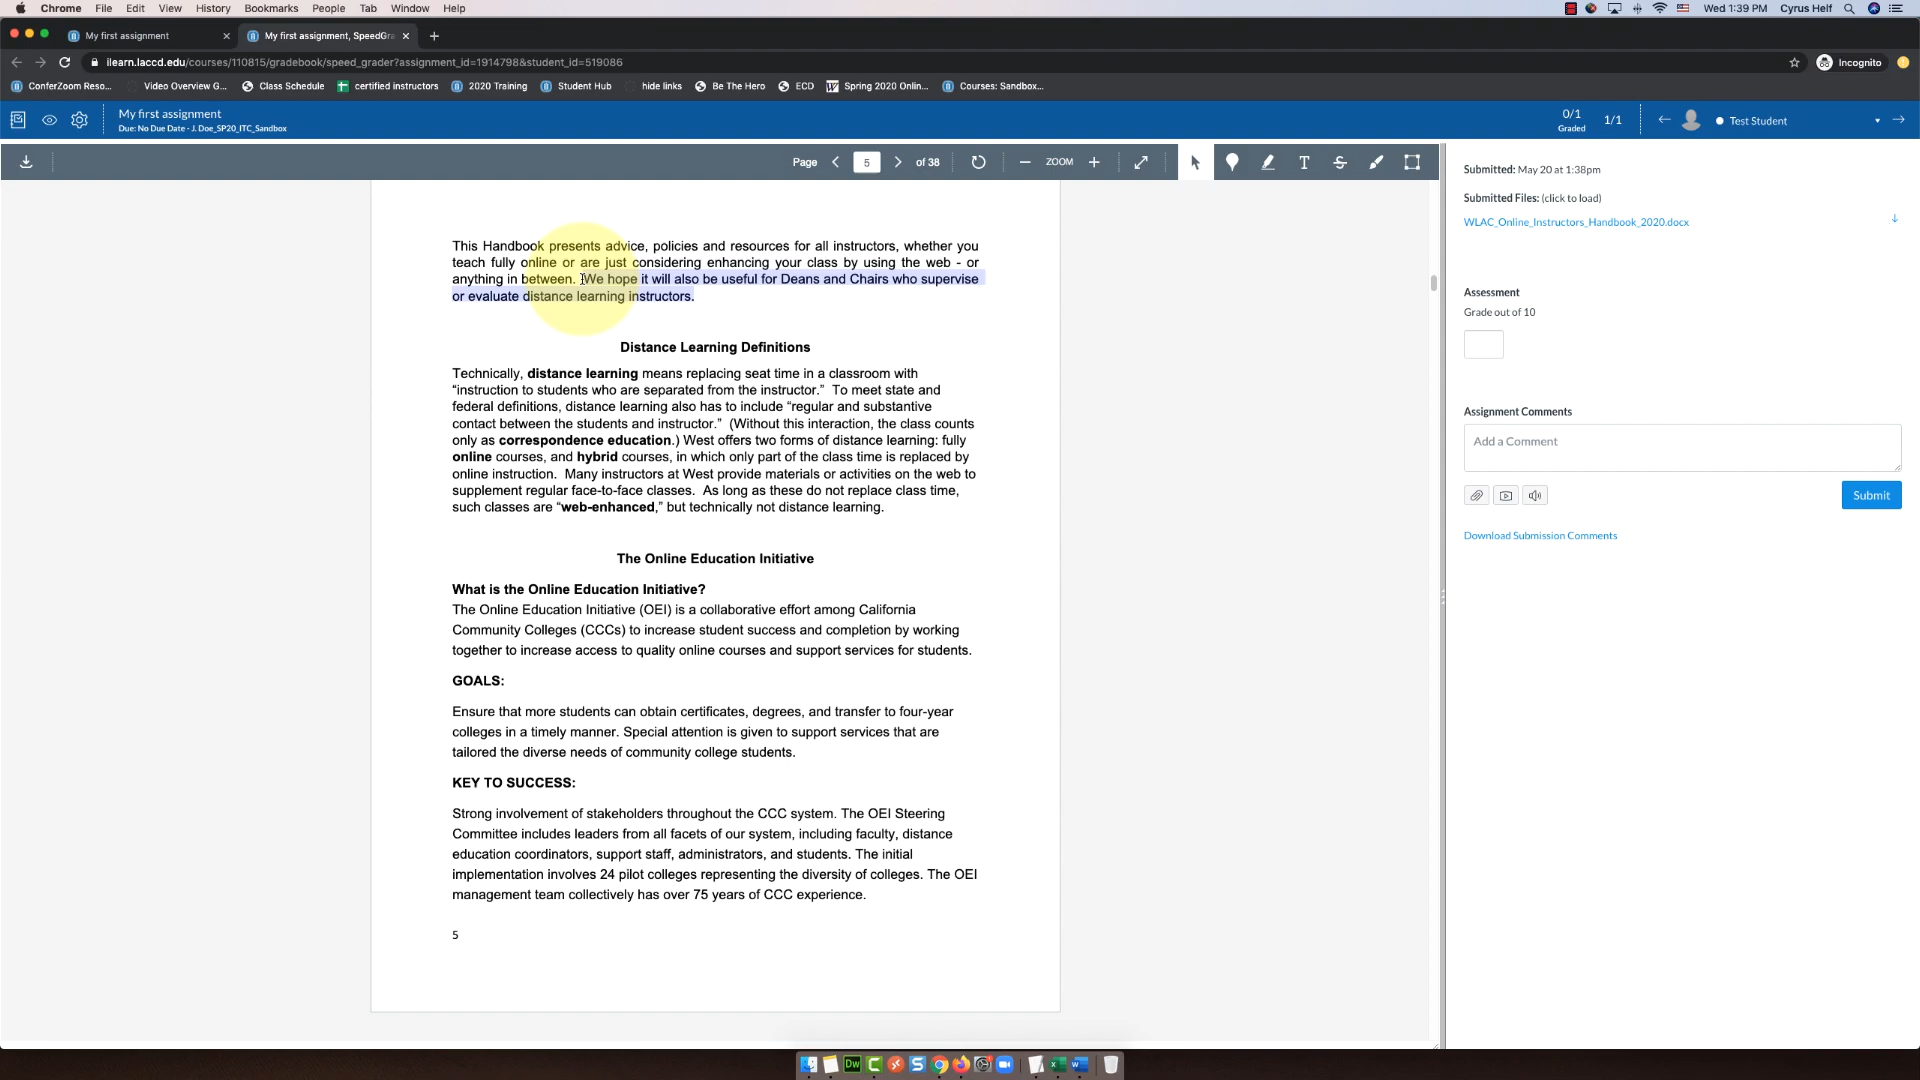 Chrome File Edit View History Bookmarks People Tab Window Help Wed 1:39 PM Cyrus Helf
My first assignment My first assignment, SpeedGra
ilearn.laccd.edu/courses/110815/gradebook/speed_grader?assignment_id=1914798&student_id=519086 Incognito
ConferZoom Reso... Video Overview G... Class Schedule certified instructors 2020 Training Student Hub hide links Be The Hero ECD Spring 2020 Onlin... Courses: Sandbox...
My first assignment
Due: No Due Date - J. Doe_SP20_ITC_Sandbox
0/1
Graded
1/1
Test Student
Page 5 of 38 ZOOM
This Handbook presents advice, policies and resources for all instructors, whether you
teach fully online or are just considering enhancing your class by using the web - or
anything in between. We hope it will also be useful for Deans and Chairs who supervise
or evaluate distance learning instructors.
Distance Learning Definitions
Technically, distance learning means replacing seat time in a classroom with
“instruction to students who are separated from the instructor.” To meet state and
federal definitions, distance learning also has to include “regular and substantive
contact between the students and instructor.” (Without this interaction, the class counts
only as correspondence education.) West offers two forms of distance learning: fully
online courses, and hybrid courses, in which only part of the class time is replaced by
online instruction. Many instructors at West provide materials or activities on the web to
supplement regular face-to-face classes. As long as these do not replace class time,
such classes are “web-enhanced,” but technically not distance learning.
The Online Education Initiative
What is the Online Education Initiative?
The Online Education Initiative (OEI) is a collaborative effort among California
Community Colleges (CCCs) to increase student success and completion by working
together to increase access to quality online courses and support services for students.
GOALS:
Ensure that more students can obtain certificates, degrees, and transfer to four-year
colleges in a timely manner. Special attention is given to support services that are
tailored the diverse needs of community college students.
KEY TO SUCCESS:
Strong involvement of stakeholders throughout the CCC system. The OEI Steering
Committee includes leaders from all facets of our system, including faculty, distance
education coordinators, support staff, administrators, and students. The initial
implementation involves 24 pilot colleges representing the diversity of colleges. The OEI
management team collectively has over 75 years of CCC experience.
5
Submitted: May 20 at 1:38pm
Submitted Files: (click to load)
WLAC_Online_Instructors_Handbook_2020.docx
Assessment
Grade out of 10
Assignment Comments
Add a Comment
Submit
Download Submission Comments
Dw